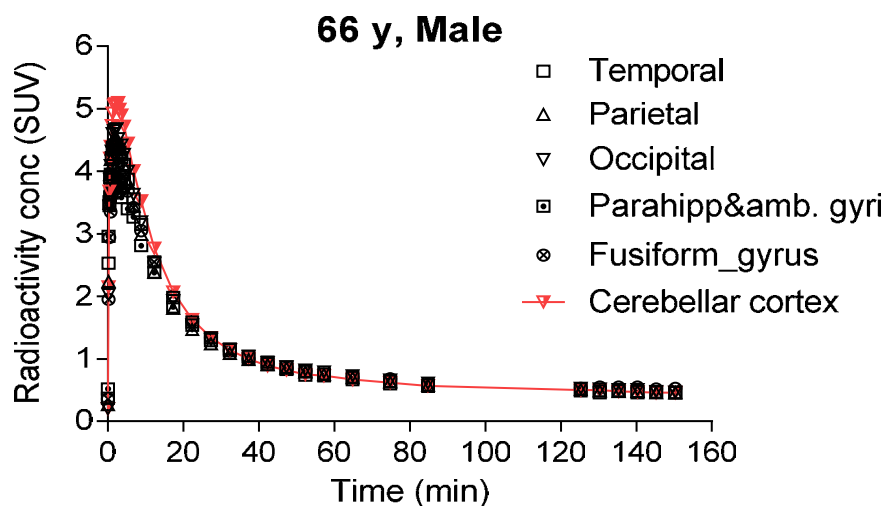 66 y, Male
Radioactivity conc (SUV)
6
5
4
3
2
1
0
Temporal
Parietal
Occipital
Parahipp&amb. gyri
Fusiform_gyrus
Cerebellar cortex
0 20 40 60 80 100 120 140 160
Time (min)